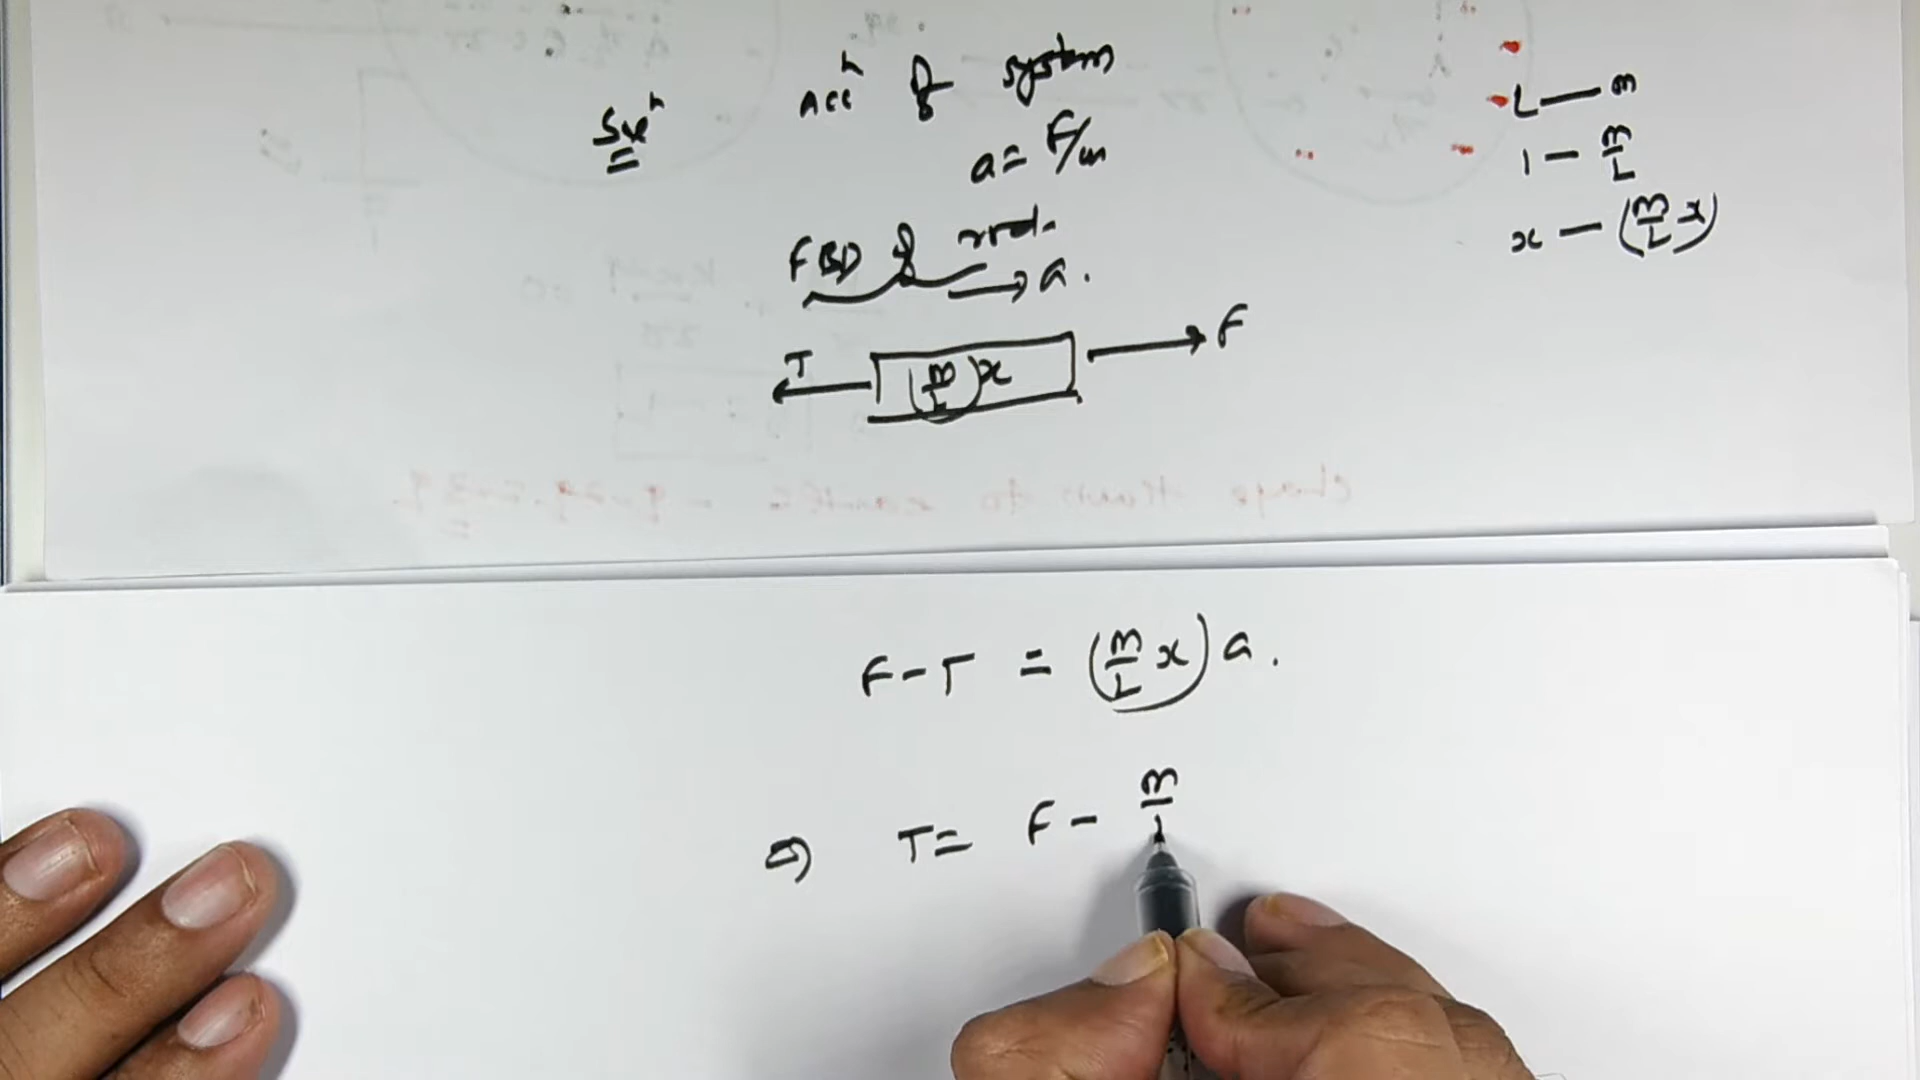 Solⁿ
Accⁿ of system
a = F/m
FBD of rod.
→ a.
T (m/L)x F
L — m
1 — m/L
x — (m/L x)
F - T = (m/L x) a.
⇒ T = F - m/